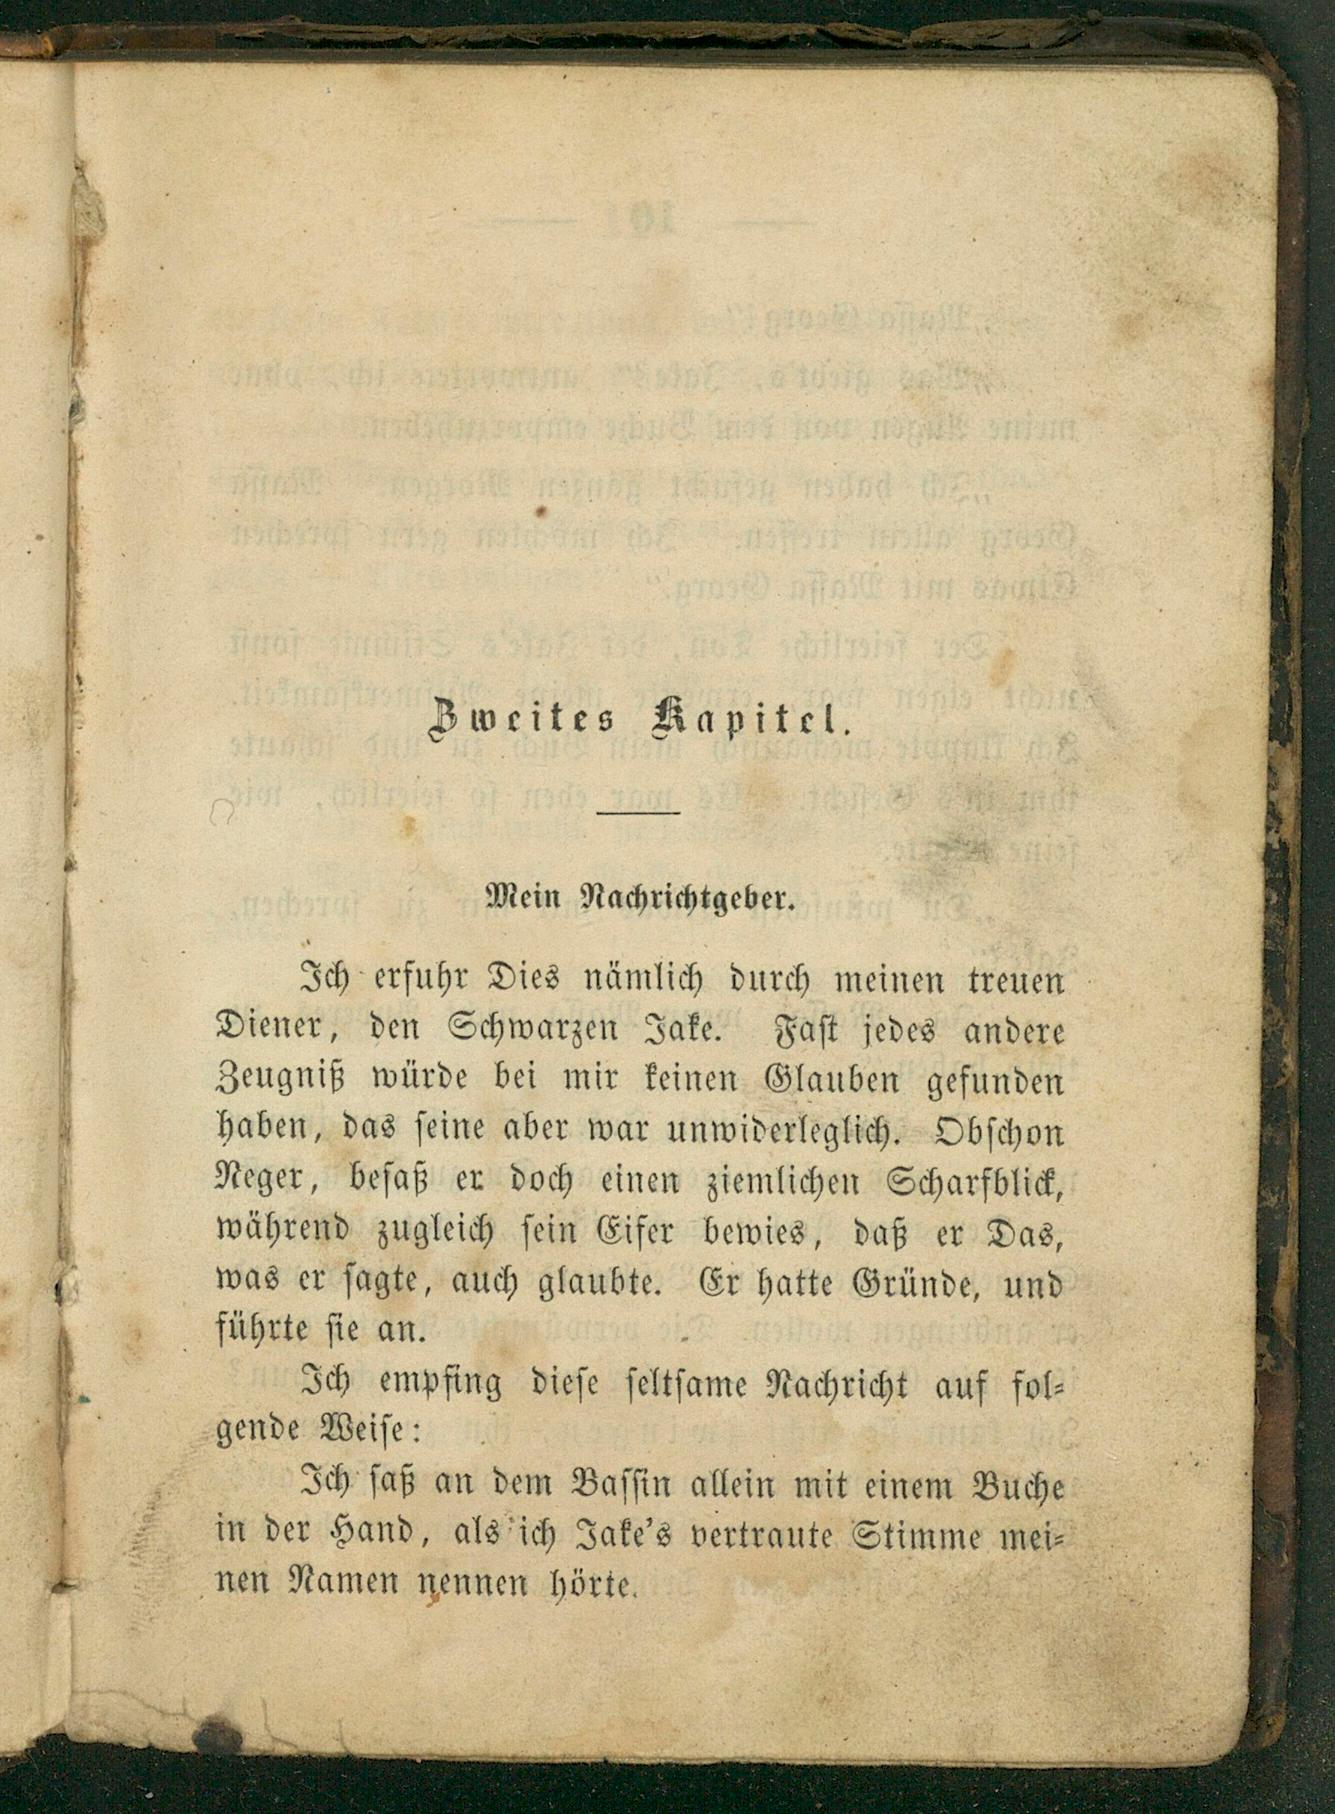 Zweites Kapitel.
Mein Nachrichtgeber.
Ich erfuhr Dies nämlich durch meinen treuen
Diener, den Schwarzen Jake. Fast jedes andere
Zeugniß würde bei mir keinen Glauben gefunden
haben, das seine aber war unwiderleglich. Obschon
Neger, besaß er doch einen ziemlichen Scharfblick,
während zugleich sein Eifer bewies, daß er Das,
was er sagte, auch glaubte. Er hatte Gründe, und
führte sie an.
Ich empfing diese seltsame Nachricht auf fol-
gende Weise:
Ich saß an dem Bassin allein mit einem Buche
in der Hand, als ich Jake's vertraute Stimme mei-
nen Namen nennen hörte.